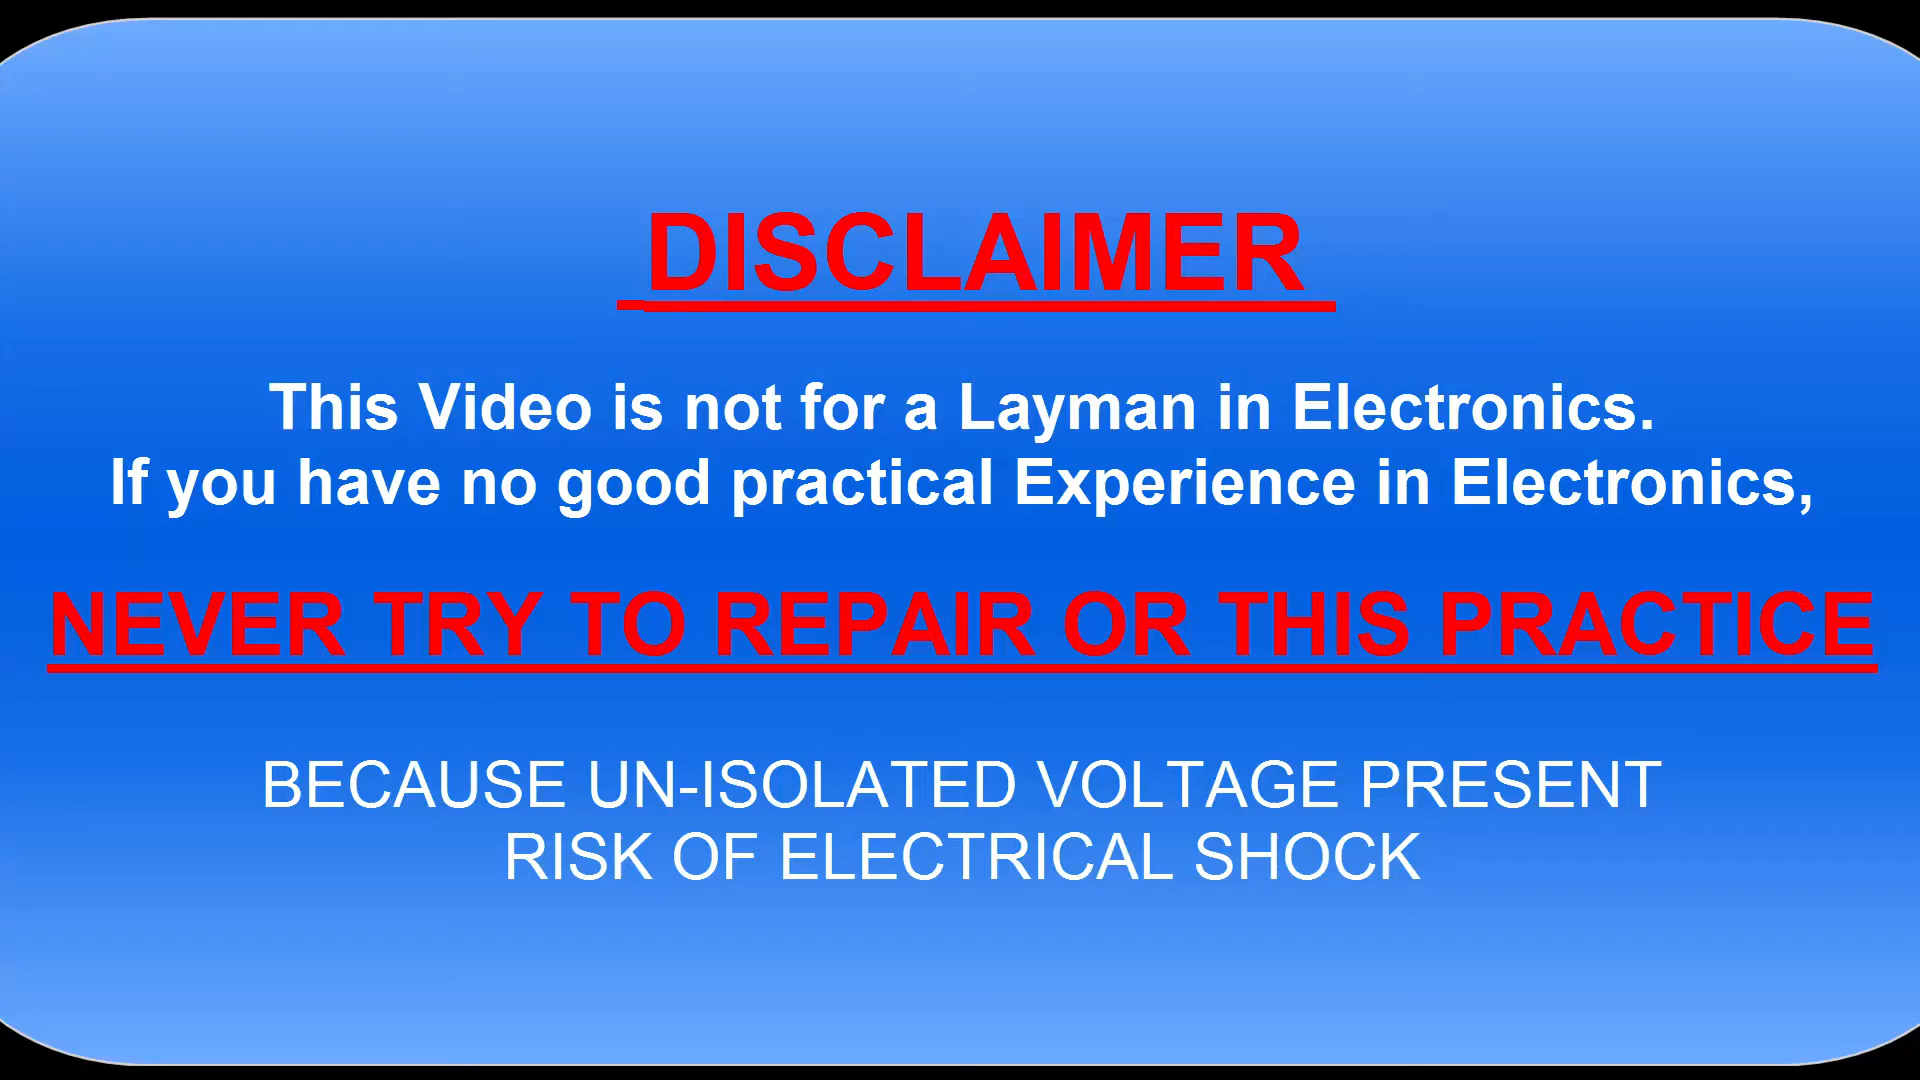 DISCLAIMER
This Video is not for a Layman in Electronics.
If you have no good practical Experience in Electronics,
NEVER TRY TO REPAIR OR THIS PRACTICE
BECAUSE UN-ISOLATED VOLTAGE PRESENT
RISK OF ELECTRICAL SHOCK